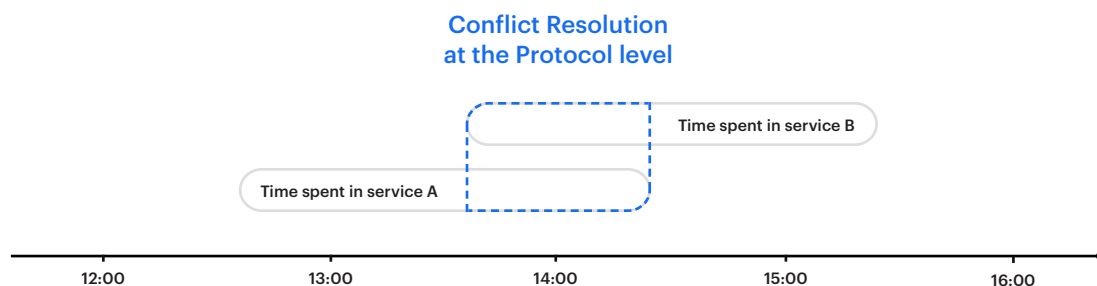 Conflict Resolution
at the Protocol level
Time spent in service B
Time spent in service A
12:00
13:00
14:00
15:00
16:00